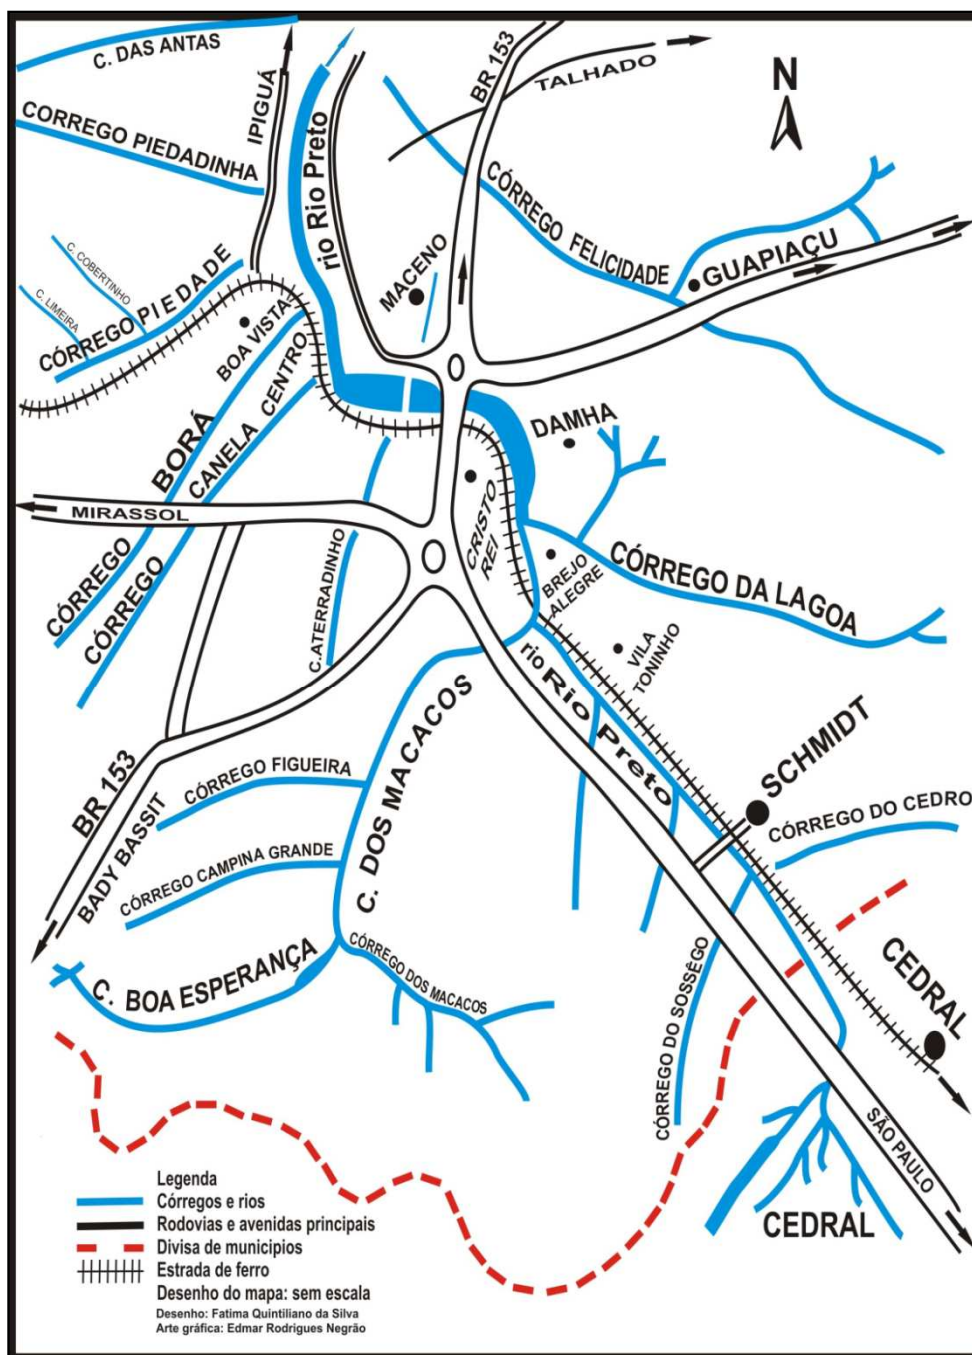 C. DAS ANTAS
IPIGUÁ
CORREGO PIEDADINHA
rio Rio Preto
BR 153
TALHADO
N
CÓRREGO FELICIDADE
GUAPIAÇU
C. COBERTINHO
C. LIMEIRA
CÓRREGO PIEDADE
MACENO
BOA VISTA
CENTRO
CÓRREGO BORÁ
CÓRREGO CANELA
DAMHA
MIRASSOL
CRISTO
REI
C.ATERRADINHO
BREJO
ALEGRE
CÓRREGO DA LAGOA
VILA
TONINHO
rio Rio Preto
SCHMIDT
C. DOS MACACOS
BR 153
BADY BASSIT
CÓRREGO FIGUEIRA
CÓRREGO CAMPINA GRANDE
CÓRREGO DO CEDRO
C. BOA ESPERANÇA
CÓRREGO DOS MACACOS
CÓRREGO DO SOSSÊGO
CEDRAL
SÃO PAULO
CEDRAL
Legenda
Córregos e rios
Rodovias e avenidas principais
Divisa de municipios
Estrada de ferro
Desenho do mapa: sem escala
Desenho: Fatima Quintiliano da Silva
Arte gráfica: Edmar Rodrigues Negrão